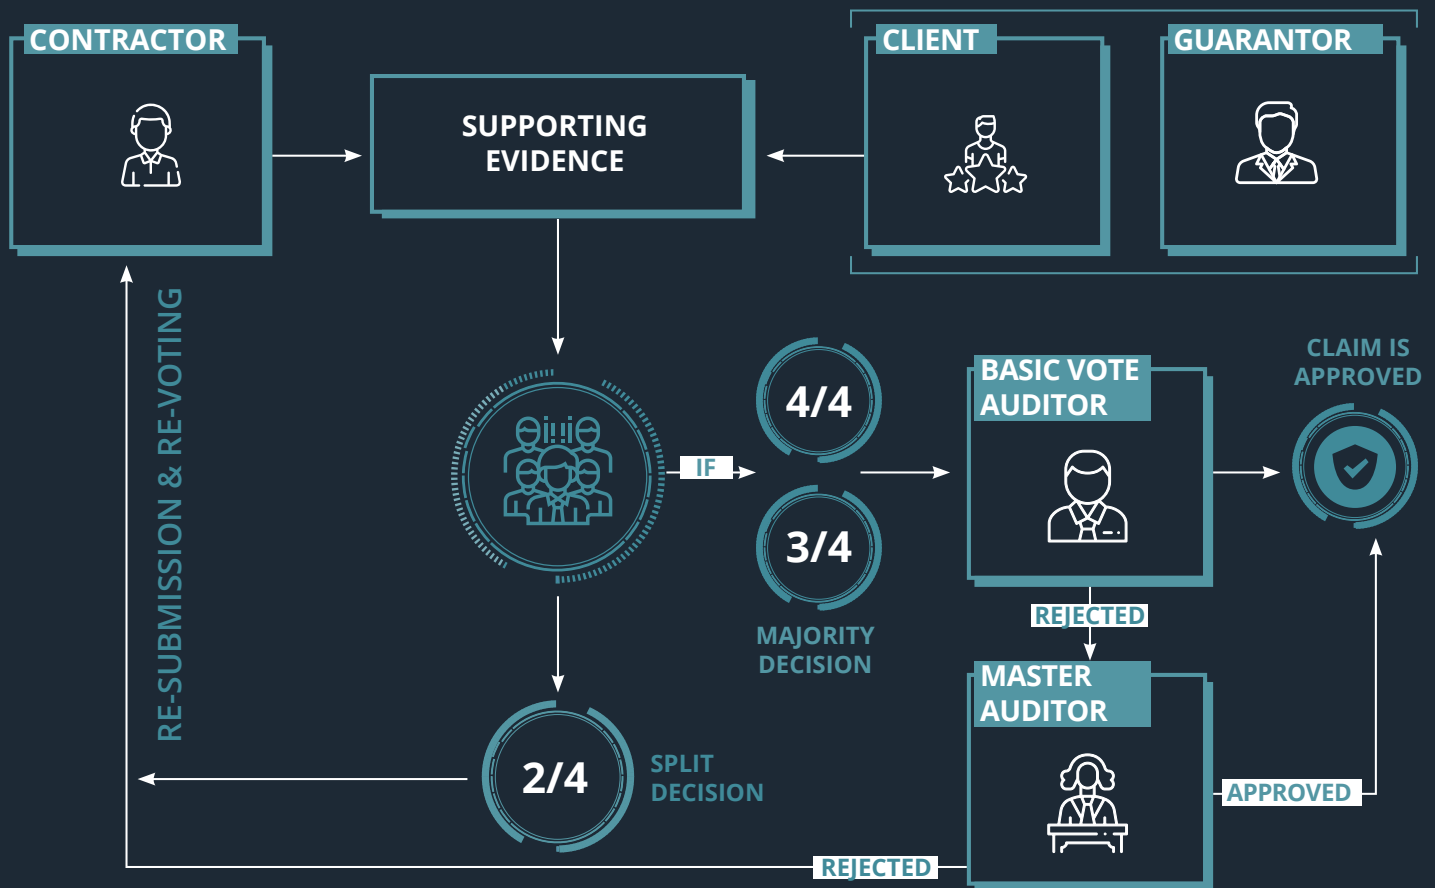 CONTRACTOR
CLIENT
GUARANTOR
SUPPORTING
EVIDENCE
RE-SUBMISSION & RE-VOTING
IF
4/4
3/4
MAJORITY
DECISION
BASIC VOTE
AUDITOR
CLAIM IS
APPROVED
REJECTED
MASTER
AUDITOR
APPROVED
2/4
SPLIT
DECISION
REJECTED